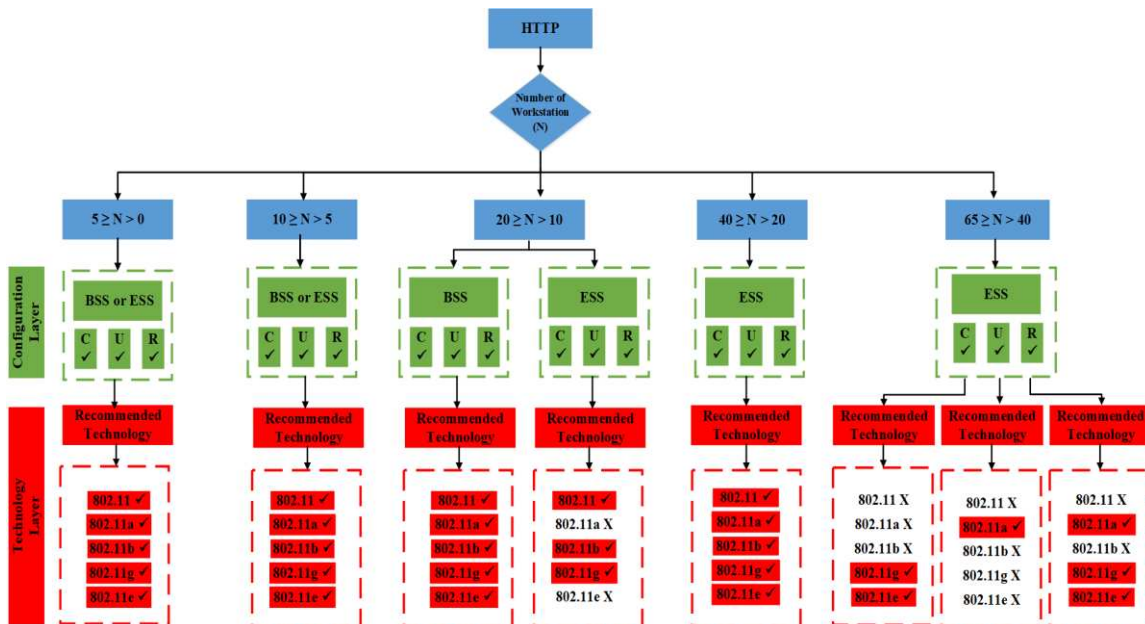 HTTP
Number of
Workstation
(N)
5 ≥ N > 0
10 ≥ N > 5
20 ≥ N > 10
40 ≥ N > 20
65 ≥ N > 40
Configuration
Layer
BSS or ESS
C U R
✓ ✓ ✓
BSS or ESS
C U R
✓ ✓ ✓
BSS
C U R
✓ ✓ ✓
ESS
C U R
✓ ✓ ✓
ESS
C U R
✓ ✓ ✓
ESS
C U R
✓ ✓ ✓
Technology
Layer
Recommended
Technology
802.11 ✓
802.11a ✓
802.11b ✓
802.11g ✓
802.11e ✓
Recommended
Technology
802.11 ✓
802.11a ✓
802.11b ✓
802.11g ✓
802.11e ✓
Recommended
Technology
802.11 ✓
802.11a ✓
802.11b ✓
802.11g ✓
802.11e ✓
Recommended
Technology
802.11 ✓
802.11a X
802.11b ✓
802.11g ✓
802.11e X
Recommended
Technology
802.11 ✓
802.11a ✓
802.11b ✓
802.11g ✓
802.11e ✓
Recommended
Technology
802.11 X
802.11a X
802.11b X
802.11g ✓
802.11e ✓
Recommended
Technology
802.11 X
802.11a ✓
802.11b X
802.11g X
802.11e X
Recommended
Technology
802.11 X
802.11a ✓
802.11b X
802.11g ✓
802.11e ✓